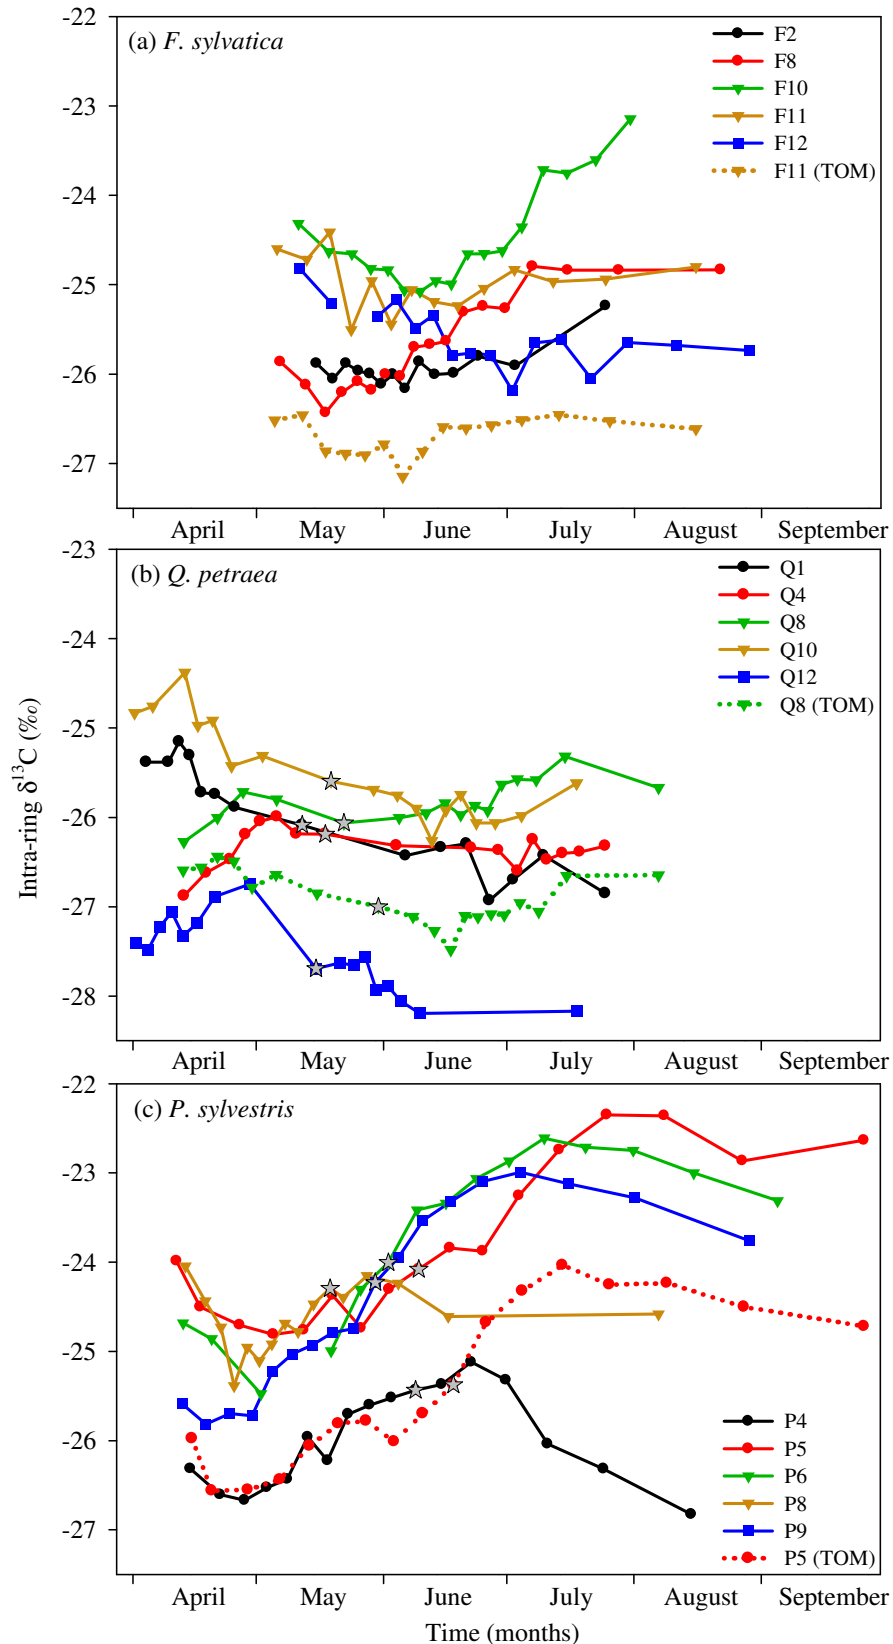 (a) F. sylvatica
F2
F8
F10
F11
F12
F11 (TOM)
-22
-23
-24
-25
-26
-27
April May June July August September
(b) Q. petraea
Q1
Q4
Q8
Q10
Q12
Q8 (TOM)
-23
-24
-25
-26
-27
-28
Intra-ring δ¹³C (‰)
April May June July August September
(c) P. sylvestris
-22
-23
-24
-25
-26
-27
P4
P5
P6
P8
P9
P5 (TOM)
April May June July August September
Time (months)